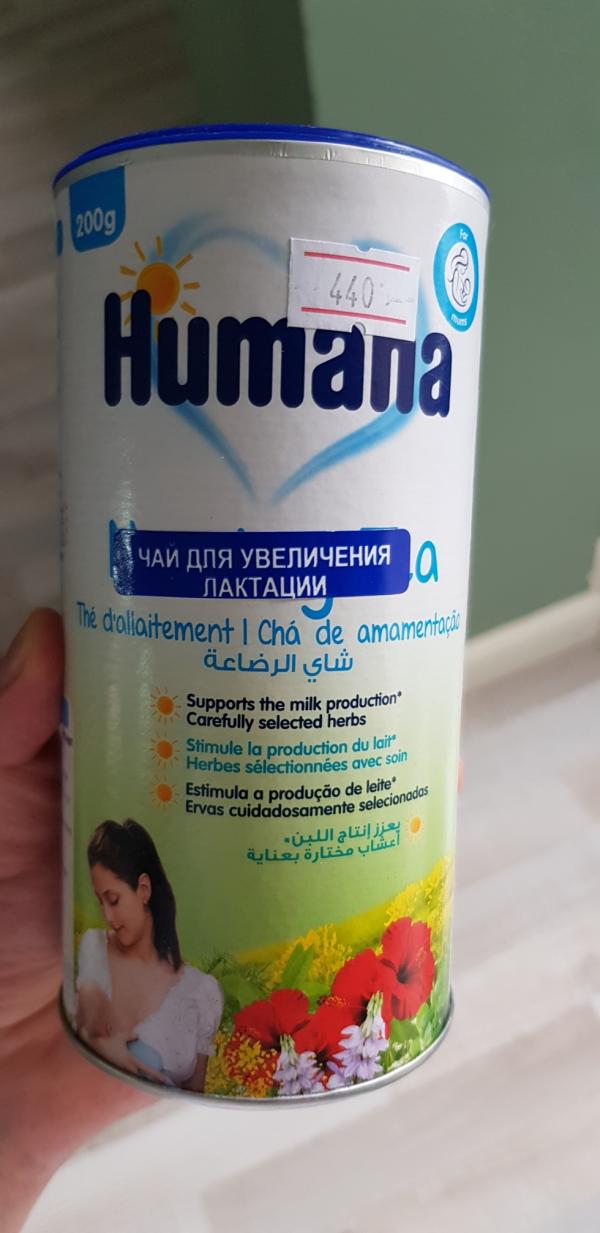 200g
For
mums
440
Humana
ЧАЙ ДЛЯ УВЕЛИЧЕНИЯ
ЛАКТАЦИИ
Thé d'allaitement | Chá de amamentação
شاي الرضاعة
Supports the milk production*
Carefully selected herbs
Stimule la production du lait*
Herbes sélectionnées avec soin
Estimula a produção de leite*
Ervas cuidadosamente selecionadas
يعزز إنتاج اللبن*
أعشاب مختارة بعناية